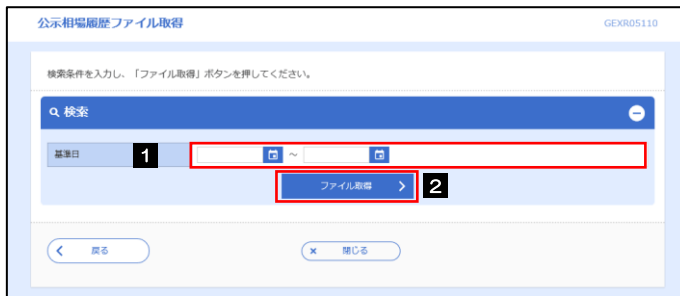 公示相場履歴ファイル取得 GEXR05110
検索条件を入力し、「ファイル取得」ボタンを押してください。
検索
基準日 1 ～
ファイル取得 2
戻る 閉じる